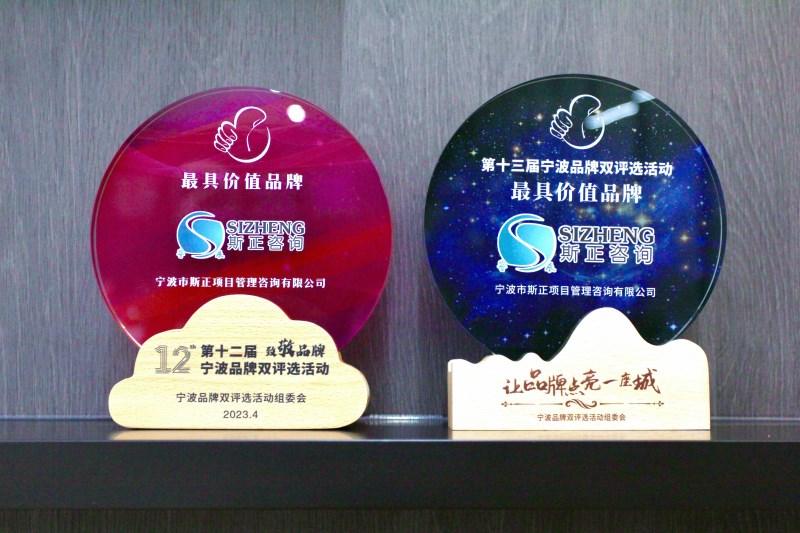 最具价值品牌
SIZHENG
斯正咨询
宁波市斯正项目管理咨询有限公司
12th 第十二届 致敬品牌
宁波品牌双评选活动
宁波品牌双评选活动组委会
2023.4
第十三届宁波品牌双评选活动
最具价值品牌
SIZHENG
斯正咨询
宁波市斯正项目管理咨询有限公司
让品牌点亮一座城
宁波品牌双评选活动组委会